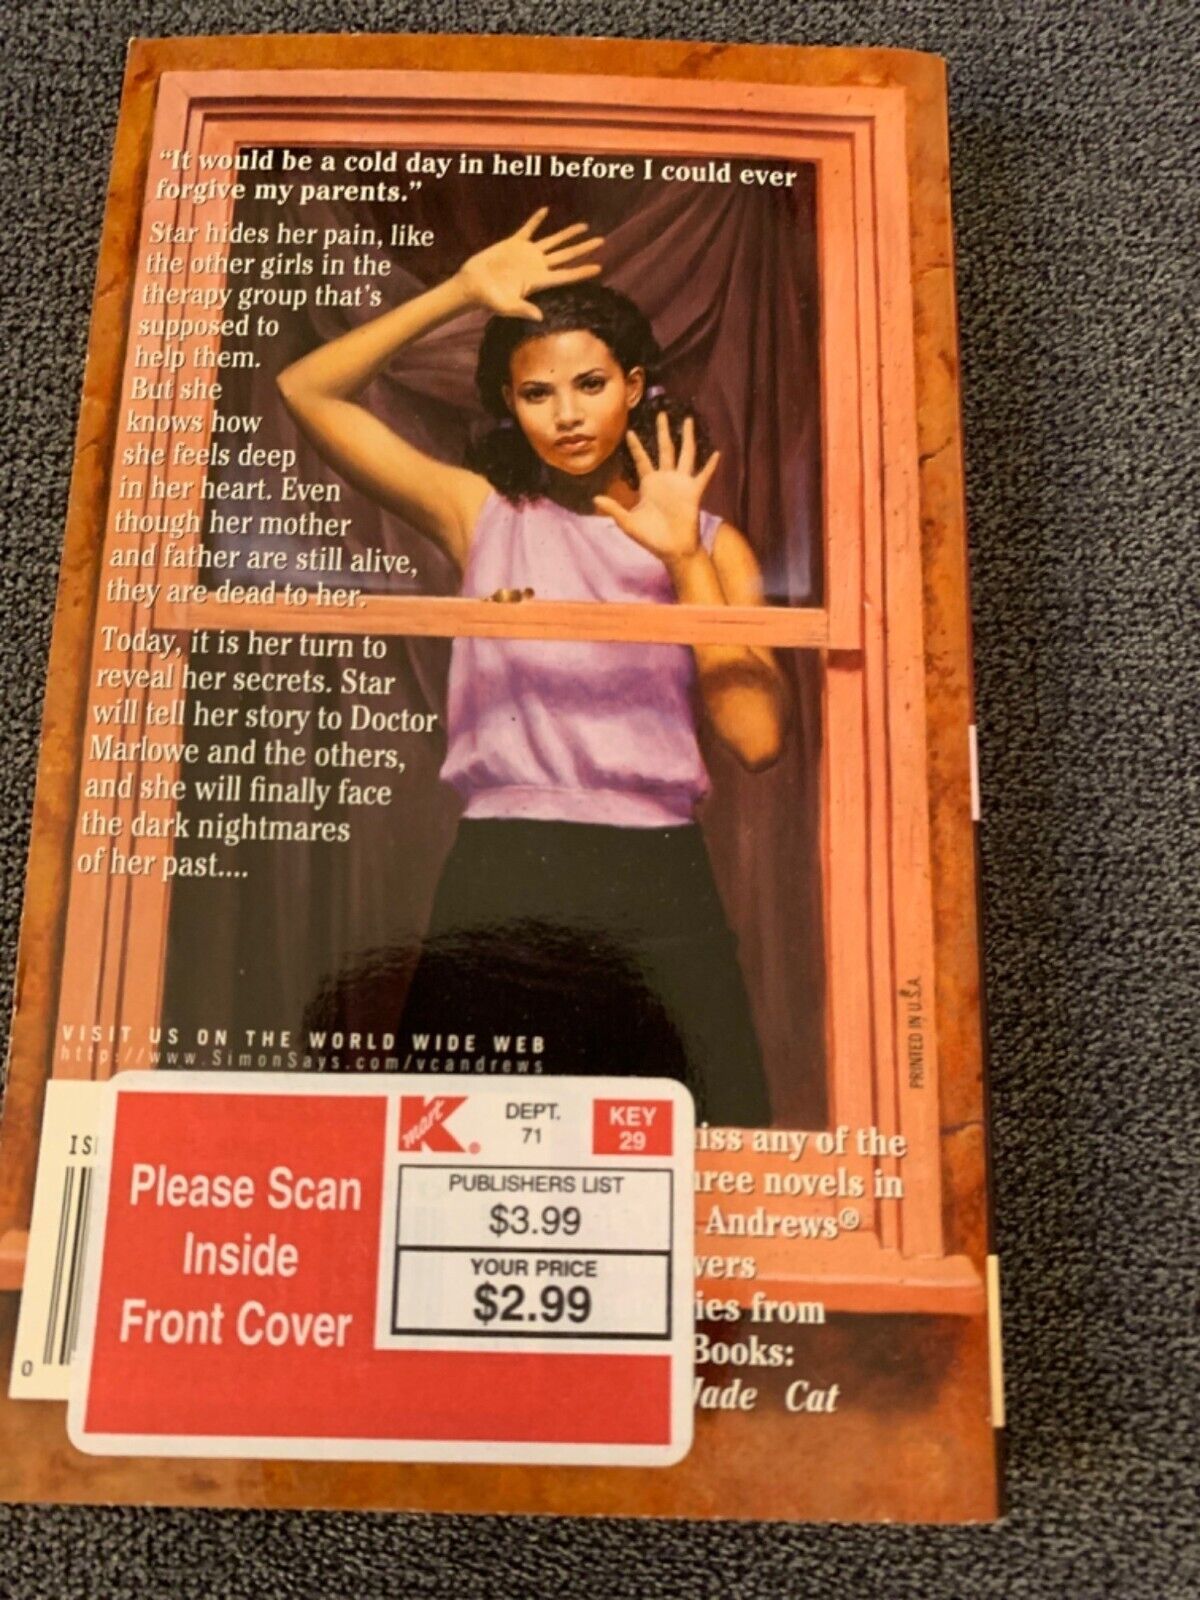 "It would be a cold day in hell before I could ever
forgive my parents."
Star hides her pain, like
the other girls in the
therapy group that's
supposed to
help them.
But she
knows how
she feels deep
in her heart. Even
though her mother
and father are still alive,
they are dead to her.
Today, it is her turn to
reveal her secrets. Star
will tell her story to Doctor
Marlowe and the others,
and she will finally face
the dark nightmares
of her past....
VISIT US ON THE WORLD WIDE WEB
http://www.SimonSays.com/vcandrews
PRINTED IN U.S.A.
0
Please Scan
Inside
Front Cover
Kmart®
DEPT.
71
KEY
29
PUBLISHERS LIST
$3.99
YOUR PRICE
$2.99
any of the
novels in
Andrews®
from
Books:
Jade Cat